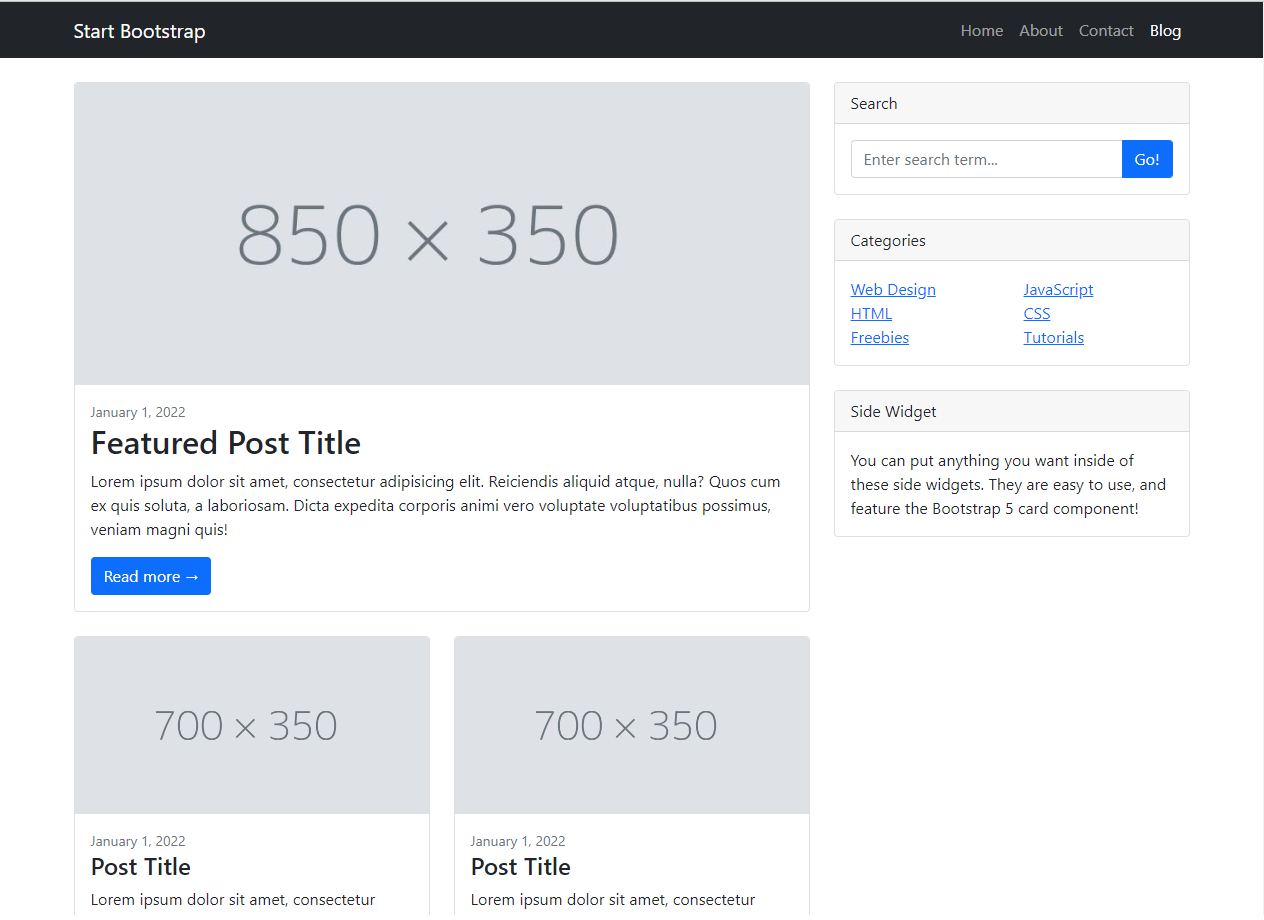 Start Bootstrap
Home About Contact Blog
850 × 350
January 1, 2022
Featured Post Title
Lorem ipsum dolor sit amet, consectetur adipisicing elit. Reiciendis aliquid atque, nulla? Quos cum
ex quis soluta, a laboriosam. Dicta expedita corporis animi vero voluptate voluptatibus possimus,
veniam magni quis!
Read more →
700 × 350
January 1, 2022
Post Title
Lorem ipsum dolor sit amet, consectetur
700 × 350
January 1, 2022
Post Title
Lorem ipsum dolor sit amet, consectetur
Search
Enter search term...
Go!
Categories
Web Design
HTML
Freebies
JavaScript
CSS
Tutorials
Side Widget
You can put anything you want inside of
these side widgets. They are easy to use, and
feature the Bootstrap 5 card component!